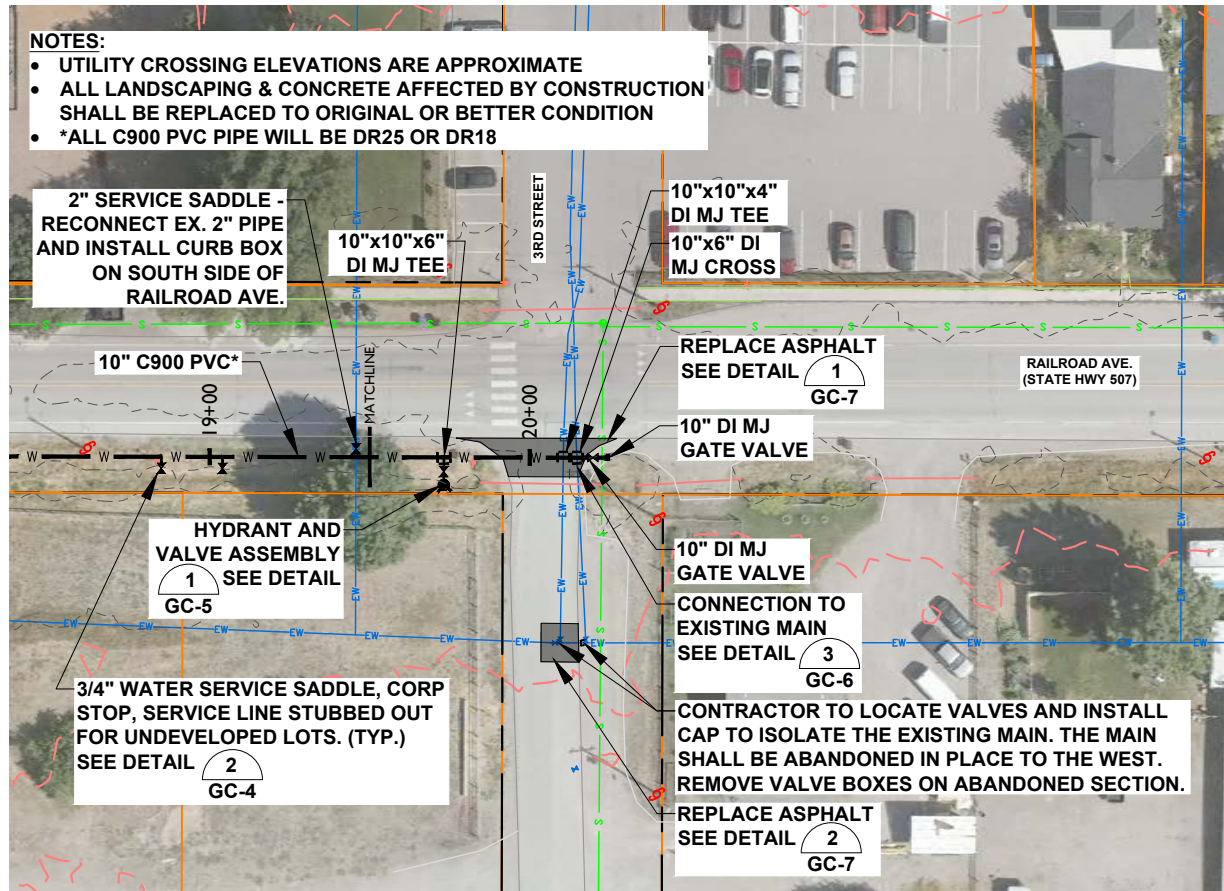 NOTES:
• UTILITY CROSSING ELEVATIONS ARE APPROXIMATE
• ALL LANDSCAPING & CONCRETE AFFECTED BY CONSTRUCTION
SHALL BE REPLACED TO ORIGINAL OR BETTER CONDITION
• *ALL C900 PVC PIPE WILL BE DR25 OR DR18
2" SERVICE SADDLE -
RECONNECT EX. 2" PIPE
AND INSTALL CURB BOX
ON SOUTH SIDE OF
RAILROAD AVE.
10"x10"x6"
DI MJ TEE
3RD STREET
10"x10"x4"
DI MJ TEE
10"x6" DI
MJ CROSS
10" C900 PVC*
19+00
MATCHLINE
20+00
REPLACE ASPHALT
SEE DETAIL 1
GC-7
RAILROAD AVE.
(STATE HWY 507)
10" DI MJ
GATE VALVE
HYDRANT AND
VALVE ASSEMBLY
1 SEE DETAIL
GC-5
10" DI MJ
GATE VALVE
CONNECTION TO
EXISTING MAIN
SEE DETAIL 3
GC-6
3/4" WATER SERVICE SADDLE, CORP
STOP, SERVICE LINE STUBBED OUT
FOR UNDEVELOPED LOTS. (TYP.)
SEE DETAIL 2
GC-4
CONTRACTOR TO LOCATE VALVES AND INSTALL
CAP TO ISOLATE THE EXISTING MAIN. THE MAIN
SHALL BE ABANDONED IN PLACE TO THE WEST.
REMOVE VALVE BOXES ON ABANDONED SECTION.
REPLACE ASPHALT
SEE DETAIL 2
GC-7
W W W W W W W
S S S S S S S S
EW EW EW EW EW EW EW EW